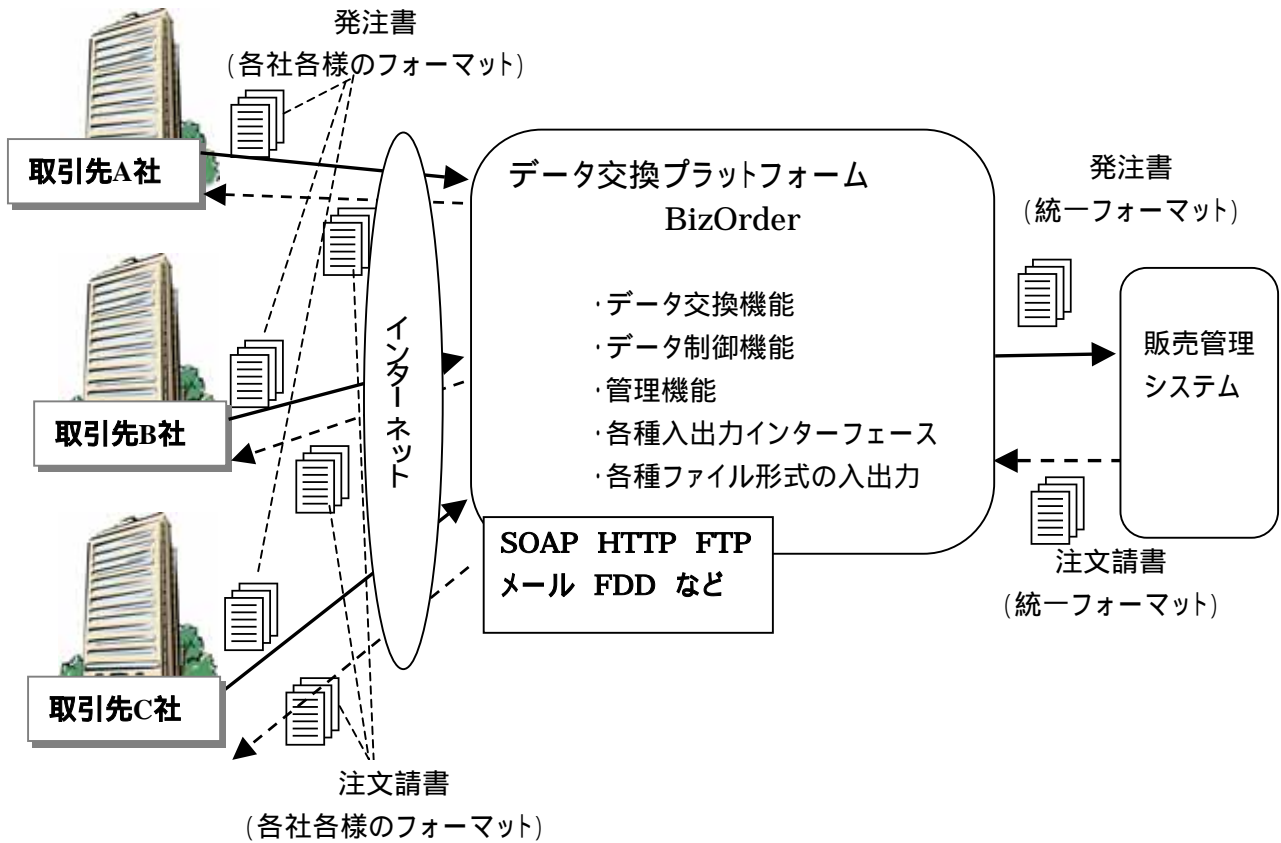 発注書
(各社各様のフォーマット)
取引先A社
取引先B社
取引先C社
インターネット
データ交換プラットフォーム
BizOrder
･データ交換機能
･データ制御機能
･管理機能
･各種入出力インターフェース
･各種ファイル形式の入出力
SOAP HTTP FTP
メール FDD など
発注書
(統一フォーマット)
販売管理
システム
注文請書
(統一フォーマット)
注文請書
(各社各様のフォーマット)